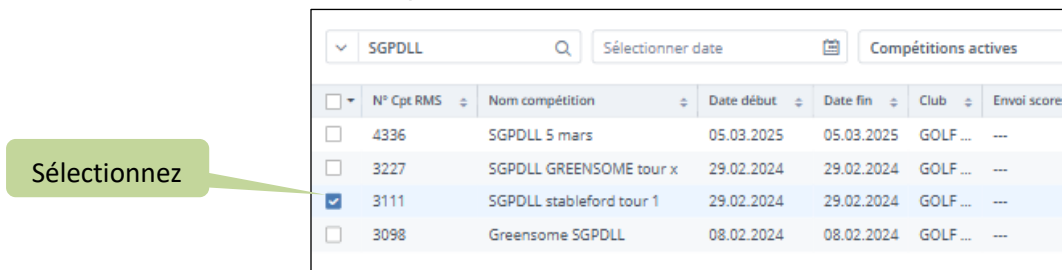 SGPDLL Sélectionner date Compétitions actives
N° Cpt RMS Nom compétition Date début Date fin Club Envoi score
4336 SGPDLL 5 mars 05.03.2025 05.03.2025 GOLF ... ---
3227 SGPDLL GREENSOME tour x 29.02.2024 29.02.2024 GOLF ... ---
Sélectionnez
3111 SGPDLL stableford tour 1 29.02.2024 29.02.2024 GOLF ... ---
3098 Greensome SGPDLL 08.02.2024 08.02.2024 GOLF ... ---